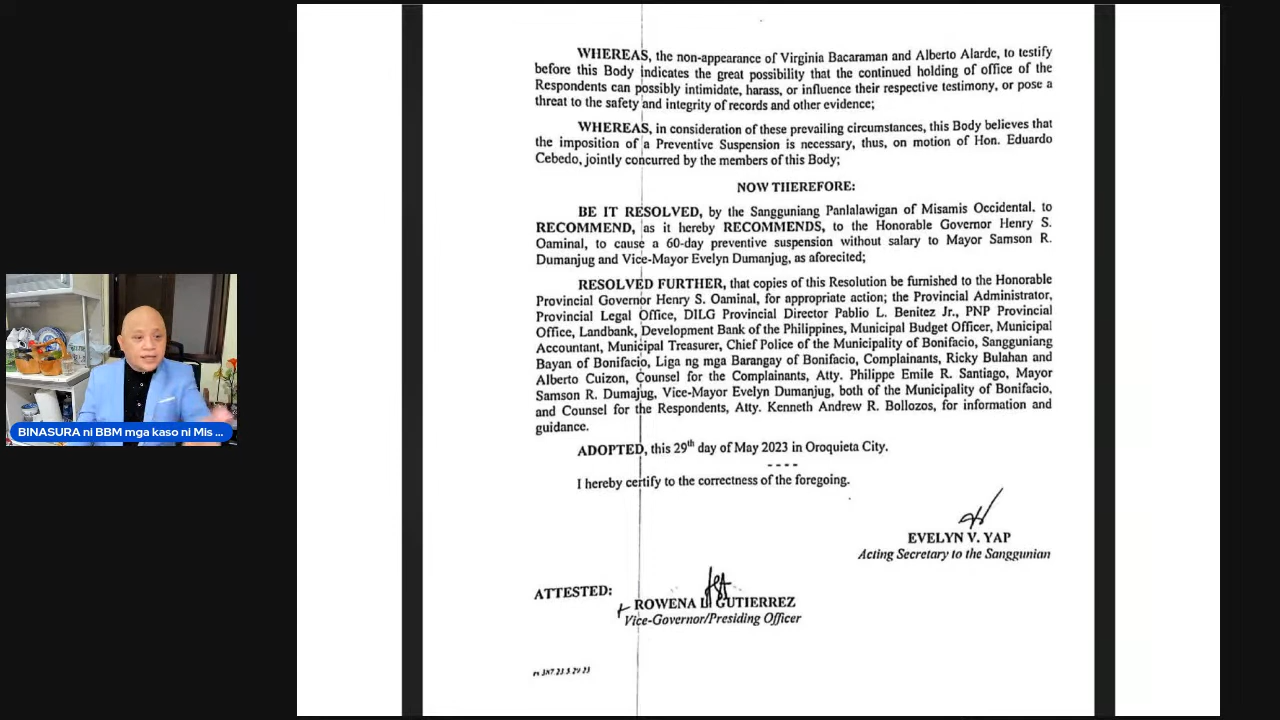 WHEREAS, the non-appearance of Virginia Bacaraman and Alberto Alarde, to testify
before this Body indicates the great possibility that the continued holding of office of the
Respondents can possibly intimidate, harass, or influence their respective testimony, or pose a
threat to the safety and integrity of records and other evidence;
WHEREAS, in consideration of these prevailing circumstances, this Body believes that
the imposition of a Preventive Suspension is necessary, thus, on motion of Hon. Eduardo
Cebedo, jointly concurred by the members of this Body;
NOW THEREFORE:
BE IT RESOLVED, by the Sangguniang Panlalawigan of Misamis Occidental, to
RECOMMEND, as it hereby RECOMMENDS, to the Honorable Governor Henry S.
Oaminal, to cause a 60-day preventive suspension without salary to Mayor Samson R.
Dumanjug and Vice-Mayor Evelyn Dumanjug, as aforecited;
RESOLVED FURTHER, that copies of this Resolution be furnished to the Honorable
Provincial Governor Henry S. Oaminal, for appropriate action; the Provincial Administrator,
Provincial Legal Office, DILG Provincial Director Pablio L. Benitez Jr., PNP Provincial
Office, Landbank, Development Bank of the Philippines, Municipal Budget Officer, Municipal
Accountant, Municipal Treasurer, Chief Police of the Municipality of Bonifacio, Sangguniang
Bayan of Bonifacio, Liga ng mga Barangay of Bonifacio, Complainants, Ricky Bulahan and
Alberto Cuizon, Counsel for the Complainants, Atty. Philippe Emile R. Santiago, Mayor
Samson R. Dumajug, Vice-Mayor Evelyn Dumanjug, both of the Municipality of Bonifacio,
and Counsel for the Respondents, Atty. Kenneth Andrew R. Bollozos, for information and
guidance.
ADOPTED, this 29th day of May 2023 in Oroquieta City.
- - - -
I hereby certify to the correctness of the foregoing.
EVELYN V. YAP
Acting Secretary to the Sanggunian
ATTESTED:
ROWENA L. GUTIERREZ
Vice-Governor/Presiding Officer
BINASURA ni BBM mga kaso ni Mis ...